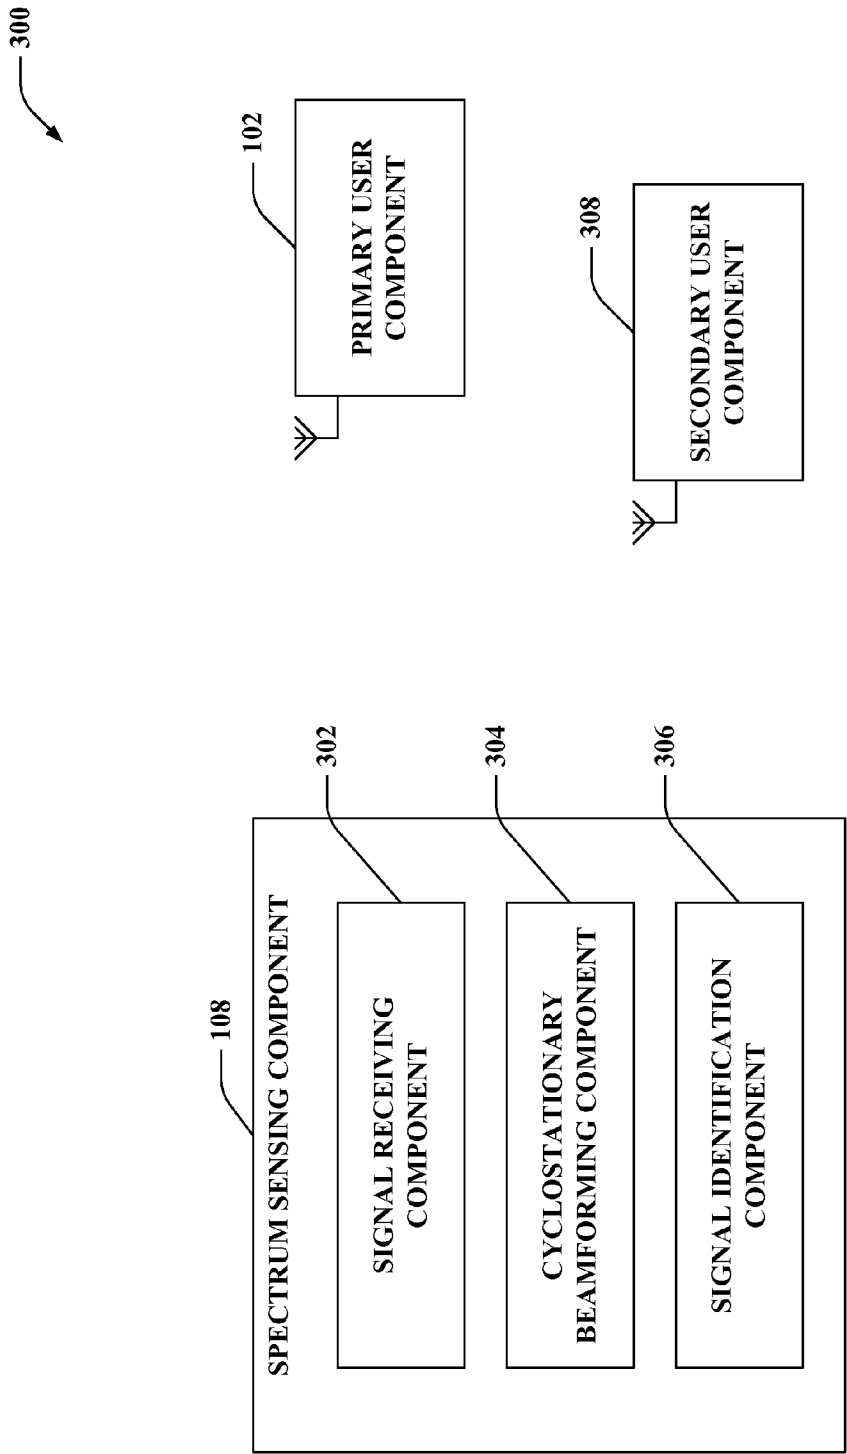 300
108
SPECTRUM SENSING COMPONENT
302
SIGNAL RECEIVING
COMPONENT
304
CYCLOSTATIONARY
BEAMFORMING COMPONENT
306
SIGNAL IDENTIFICATION
COMPONENT
102
PRIMARY USER
COMPONENT
308
SECONDARY USER
COMPONENT